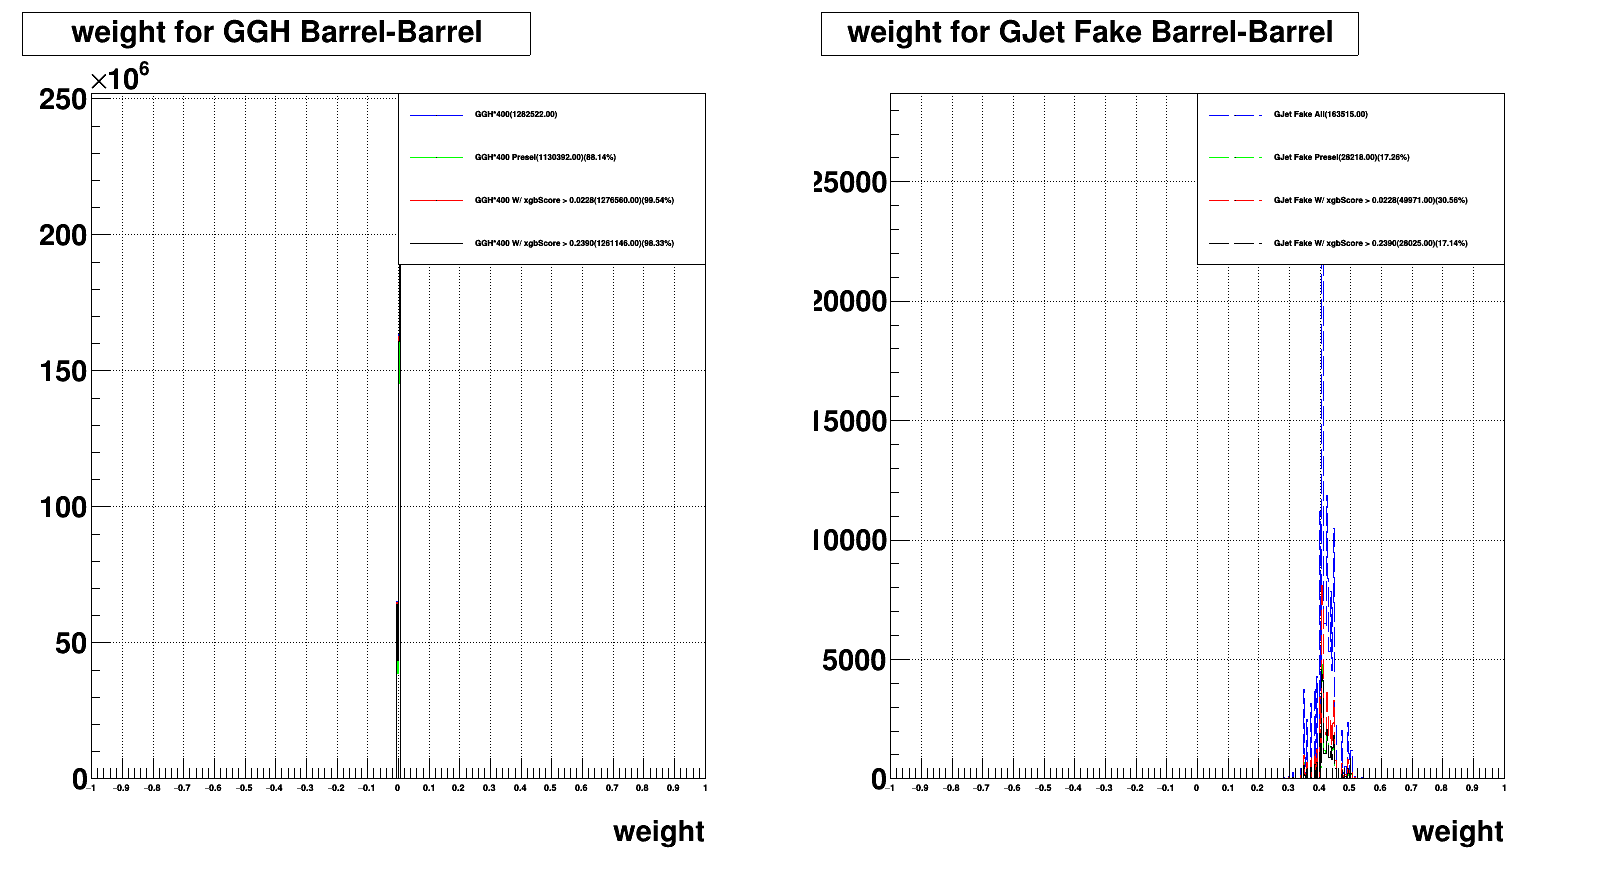 weight for GGH Barrel-Barrel
×10⁶
250
200
150
100
50
0
GGH*400(1282522.00)
GGH*400 Presel(1130392.00)(88.14%)
GGH*400 W/ xgbScore > 0.0228(1276560.00)(99.54%)
GGH*400 W/ xgbScore > 0.2390(1261146.00)(98.33%)
−1 −0.9 −0.8 −0.7 −0.6 −0.5 −0.4 −0.3 −0.2 −0.1 0 0.1 0.2 0.3 0.4 0.5 0.6 0.7 0.8 0.9 1
weight
weight for GJet Fake Barrel-Barrel
25000
20000
15000
10000
5000
0
GJet Fake All(163515.00)
GJet Fake Presel(28218.00)(17.26%)
GJet Fake W/ xgbScore > 0.0228(49971.00)(30.56%)
GJet Fake W/ xgbScore > 0.2390(28025.00)(17.14%)
−1 −0.9 −0.8 −0.7 −0.6 −0.5 −0.4 −0.3 −0.2 −0.1 0 0.1 0.2 0.3 0.4 0.5 0.6 0.7 0.8 0.9 1
weight